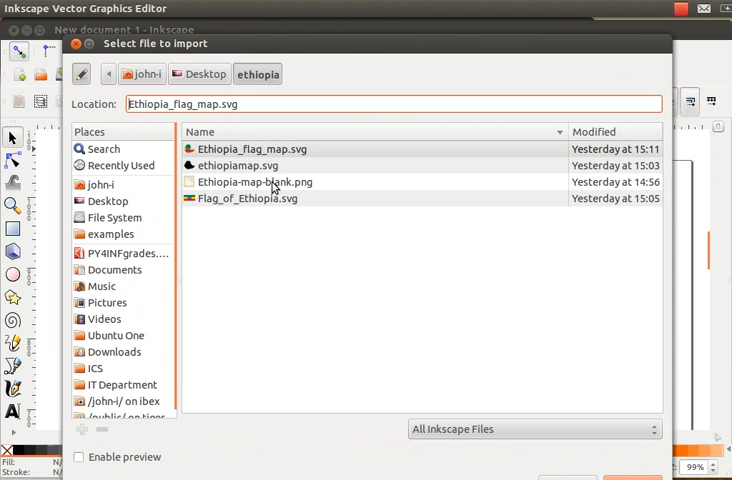 Inkscape Vector Graphics Editor
New document 1 - Inkscape
Select file to import
john-i
Desktop
ethiopia
Location:
Ethiopia_flag_map.svg
Places
Name
Modified
Search
Ethiopia_flag_map.svg
Yesterday at 15:11
Recently Used
ethiopiamap.svg
Yesterday at 15:03
john-i
Ethiopia-map-blank.png
Yesterday at 14:56
Desktop
Flag_of_Ethiopia.svg
Yesterday at 15:05
File System
examples
PY4INFgrades....
Documents
Music
Pictures
Videos
Ubuntu One
Downloads
ICS
IT Department
/john-i/ on ibex
/public/ on tiger
All Inkscape Files
Enable preview
Fill:
N/
Stroke:
N/
Z:
99%